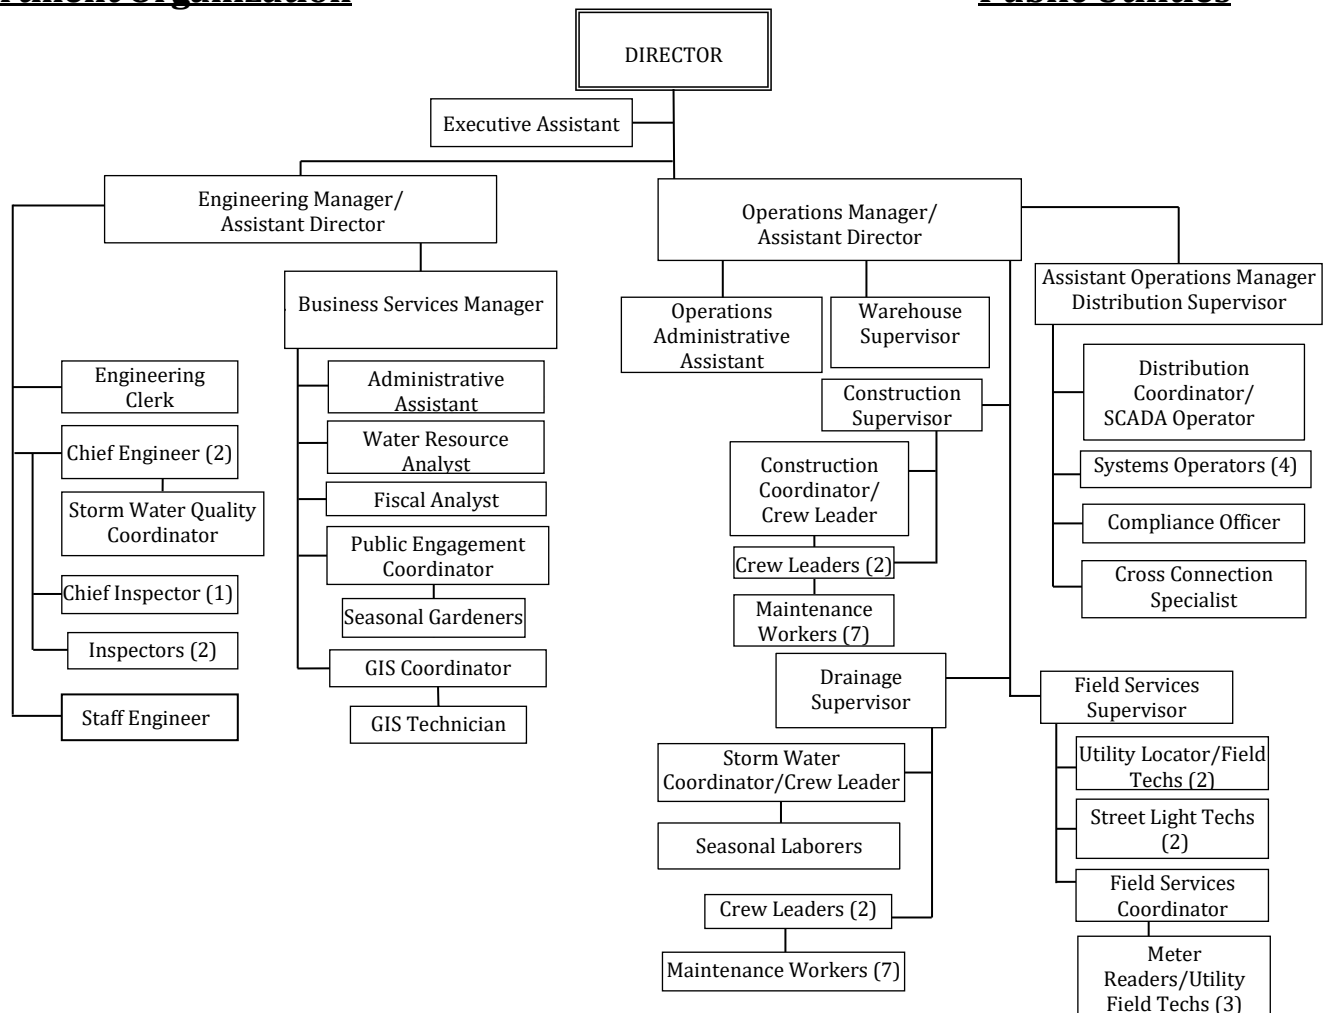 Organization
Public Utilities
DIRECTOR
Executive Assistant
Engineering Manager/
Assistant Director
Operations Manager/
Assistant Director
Business Services Manager
Assistant Operations Manager
Distribution Supervisor
Operations
Administrative
Assistant
Warehouse
Supervisor
Engineering
Clerk
Chief Engineer (2)
Storm Water Quality
Coordinator
Chief Inspector (1)
Inspectors (2)
Staff Engineer
Administrative
Assistant
Water Resource
Analyst
Fiscal Analyst
Public Engagement
Coordinator
Seasonal Gardeners
GIS Coordinator
GIS Technician
Construction
Supervisor
Construction
Coordinator/
Crew Leader
Crew Leaders (2)
Maintenance
Workers (7)
Drainage
Supervisor
Storm Water
Coordinator/Crew Leader
Seasonal Laborers
Crew Leaders (2)
Maintenance Workers (7)
Distribution
Coordinator/
SCADA Operator
Systems Operators (4)
Compliance Officer
Cross Connection
Specialist
Field Services
Supervisor
Utility Locator/Field
Techs (2)
Street Light Techs
(2)
Field Services
Coordinator
Meter
Readers/Utility
Field Techs (3)